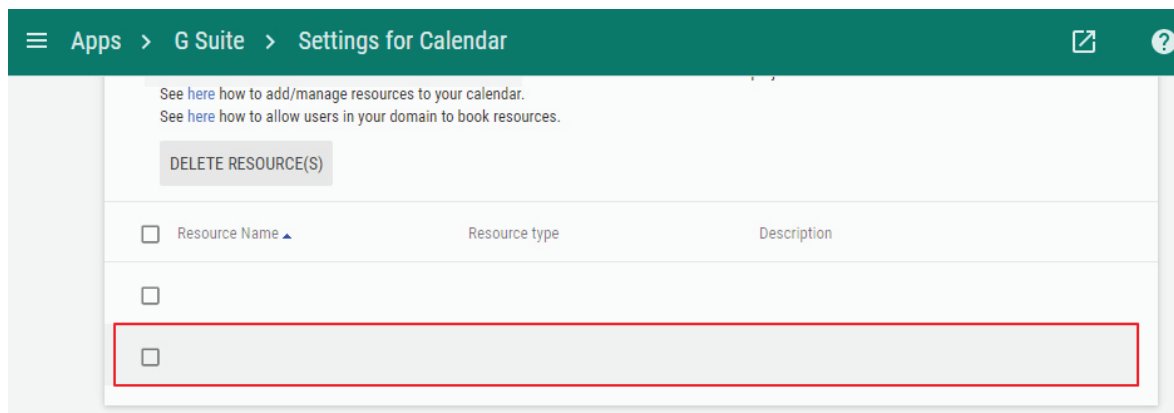 Apps > G Suite > Settings for Calendar
See here how to add/manage resources to your calendar.
See here how to allow users in your domain to book resources.
DELETE RESOURCE(S)
Resource Name Resource type Description